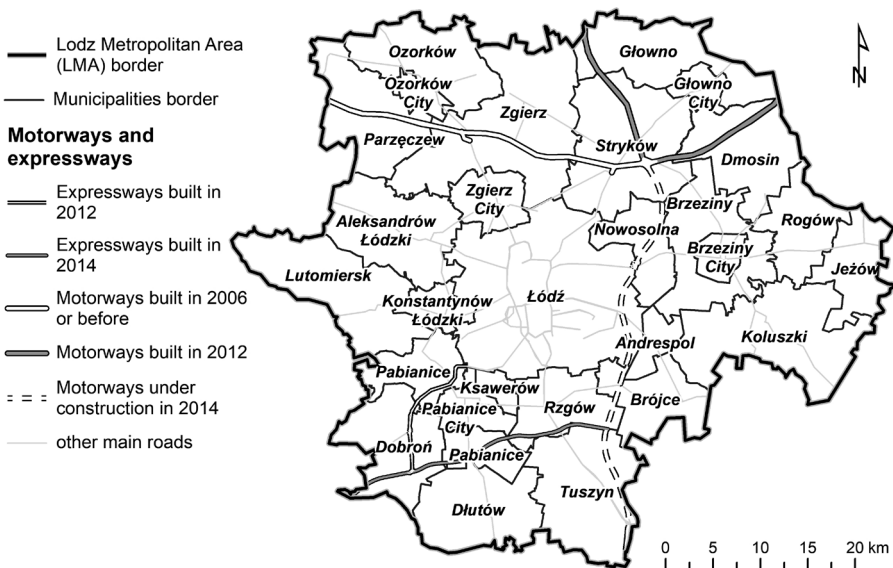 Lodz Metropolitan Area
(LMA) border
Municipalities border
Motorways and
expressways
Expressways built in
2012
Expressways built in
2014
Motorways built in 2006
or before
Motorways built in 2012
Motorways under
construction in 2014
other main roads
N
Ozorków
Głowno
Ozorków
City
Głowno
City
Zgierz
Parzęczew
Stryków
Dmosin
Zgierz
City
Brzeziny
Aleksandrów
Łódzki
Nowosolna
Rogów
Brzeziny
City
Lutomiersk
Jeżów
Konstantynów
Łódzki
Łódź
Andrespol
Koluszki
Pabianice
Ksawerów
Brójce
Pabianice
City
Rzgów
Dobroń
Pabianice
Tuszyn
Dłutów
0 5 10 15 20 km